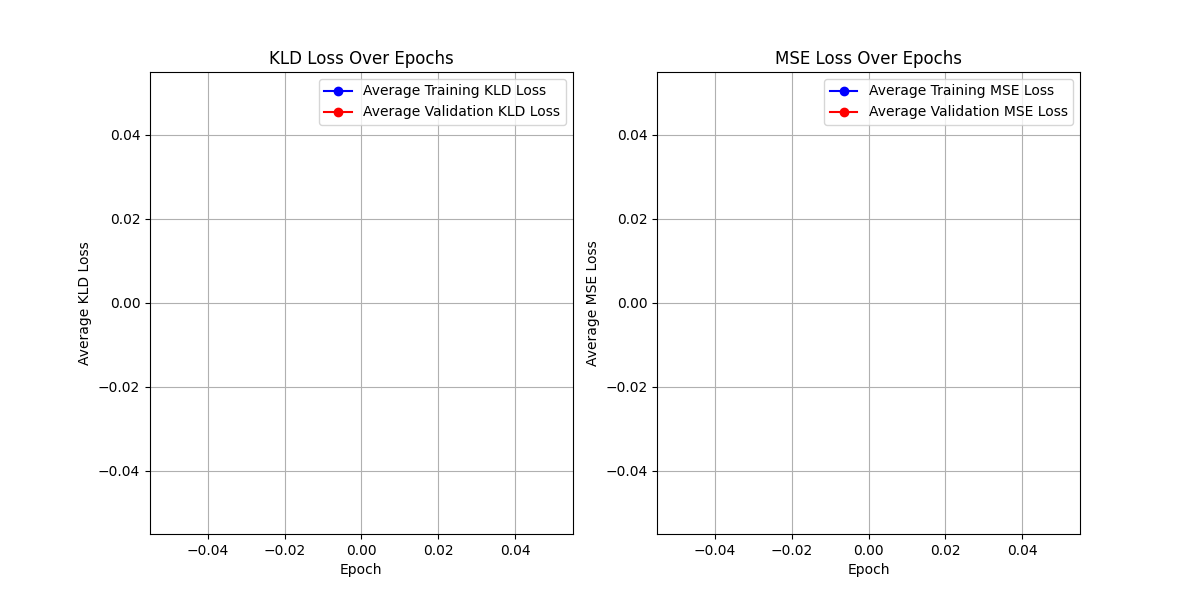 KLD Loss Over Epochs
Average Training KLD Loss
Average Validation KLD Loss
0.04
0.02
0.00
−0.02
−0.04
Average KLD Loss
−0.04
−0.02
0.00
0.02
0.04
Epoch
MSE Loss Over Epochs
Average Training MSE Loss
Average Validation MSE Loss
0.04
0.02
0.00
−0.02
−0.04
Average MSE Loss
−0.04
−0.02
0.00
0.02
0.04
Epoch